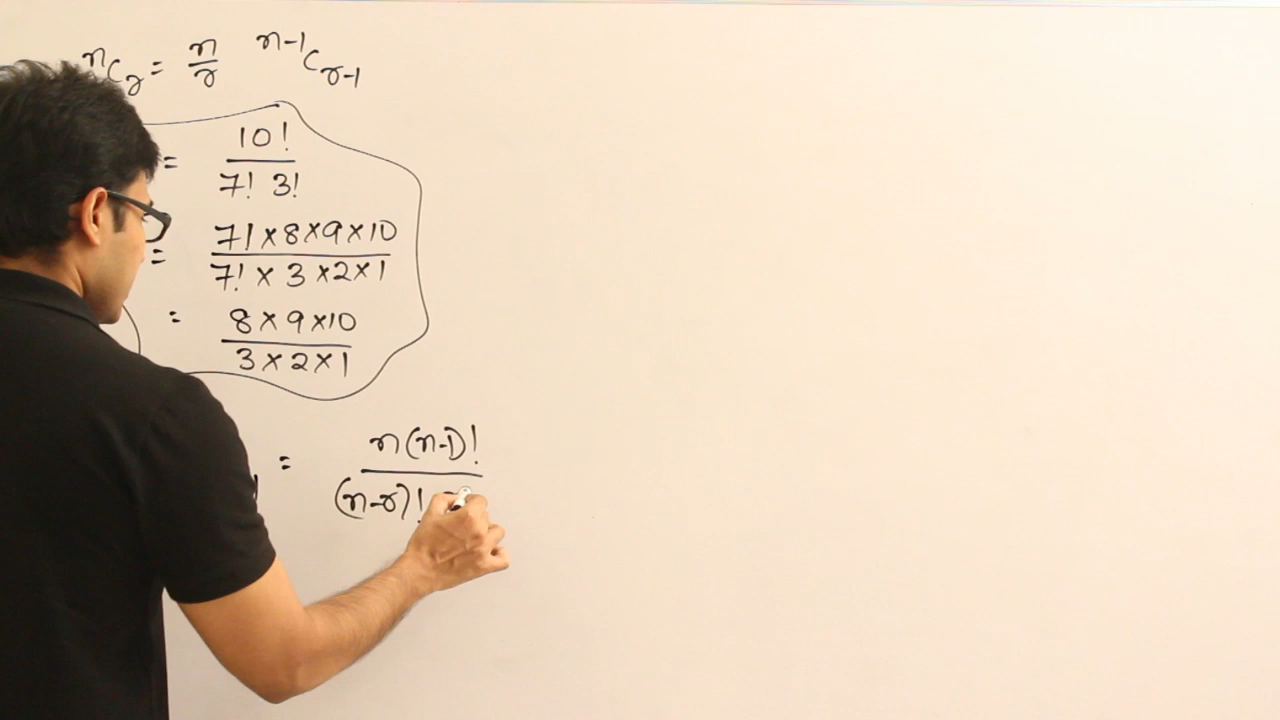 nCr = n/r n-1Cr-1
= 10! / 7! 3!
= 7! x 8 x 9 x 10 / 7! x 3 x 2 x 1
= 8 x 9 x 10 / 3 x 2 x 1
= n(n-1)! / (n-r)!